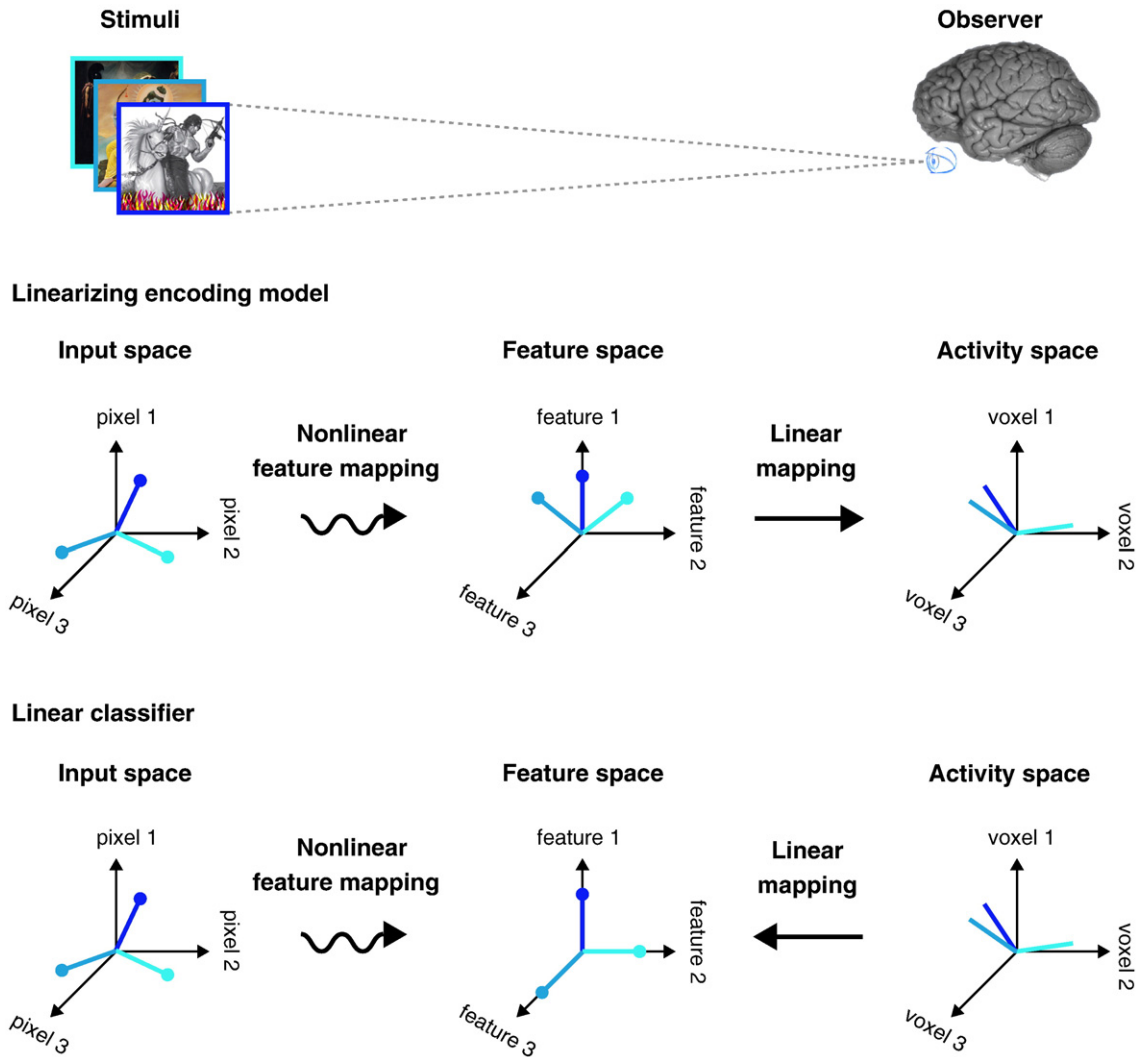 Stimuli
Observer
Linearizing encoding model
Input space
Feature space
Activity space
pixel 1
pixel 2
pixel 3
Nonlinear
feature mapping
feature 1
feature 2
feature 3
Linear
mapping
voxel 1
voxel 2
voxel 3
Linear classifier
Input space
Feature space
Activity space
pixel 1
pixel 2
pixel 3
Nonlinear
feature mapping
feature 1
feature 2
feature 3
Linear
mapping
voxel 1
voxel 2
voxel 3